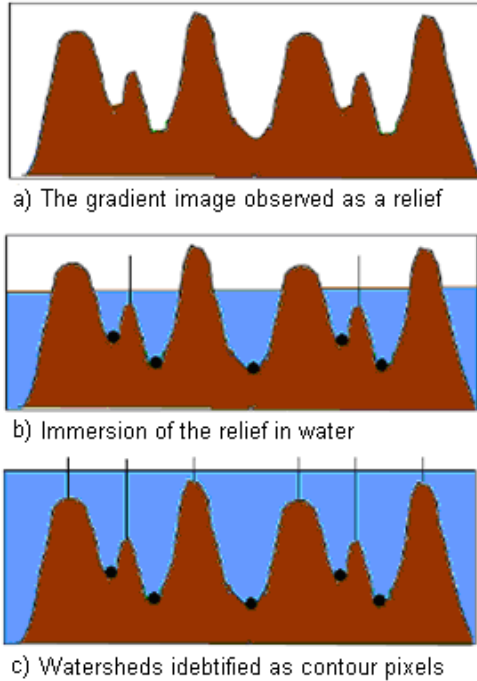 a) The gradient image observed as a relief
b) Immersion of the relief in water
c) Watersheds idebtified as contour pixels